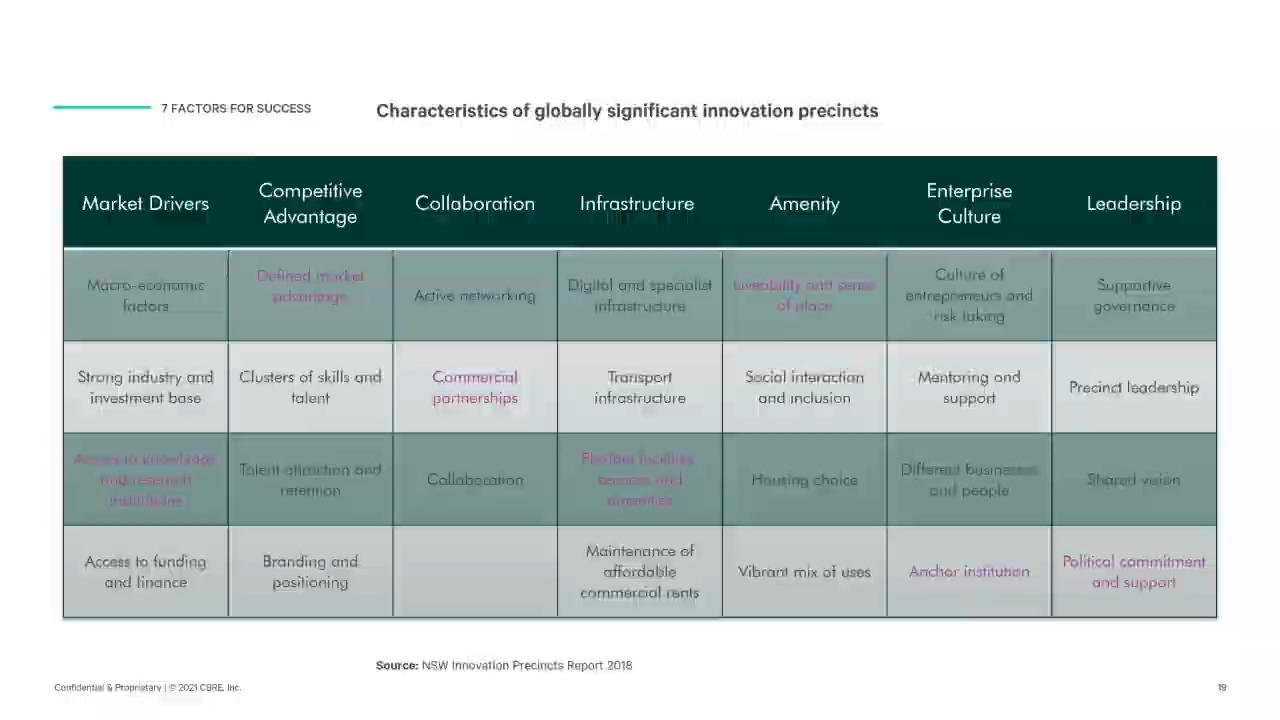 7 FACTORS FOR SUCCESS
Characteristics of globally significant innovation precincts
Market Drivers
Competitive
Advantage
Collaboration
Infrastructure
Amenity
Enterprise
Culture
Leadership
Macro-economic
factors
Defined market
advantage
Active networking
Digital and specialist
infrastructure
Liveability and sense
of place
Culture of
entrepreneurs and
risk taking
Supportive
governance
Strong industry and
investment base
Clusters of skills and
talent
Commercial
partnerships
Transport
infrastructure
Social interaction
and inclusion
Mentoring and
support
Precinct leadership
Access to knowledge
and research
institutions
Talent attraction and
retention
Collaboration
Flexible facilities,
services and
amenities
Housing choice
Different businesses
and people
Shared vision
Access to funding
and finance
Branding and
positioning
Maintenance of
affordable
commercial rents
Vibrant mix of uses
Anchor institution
Political commitment
and support
Source: NSW Innovation Precincts Report 2018
Confidential & Proprietary | © 2021 CBRE, Inc.
19